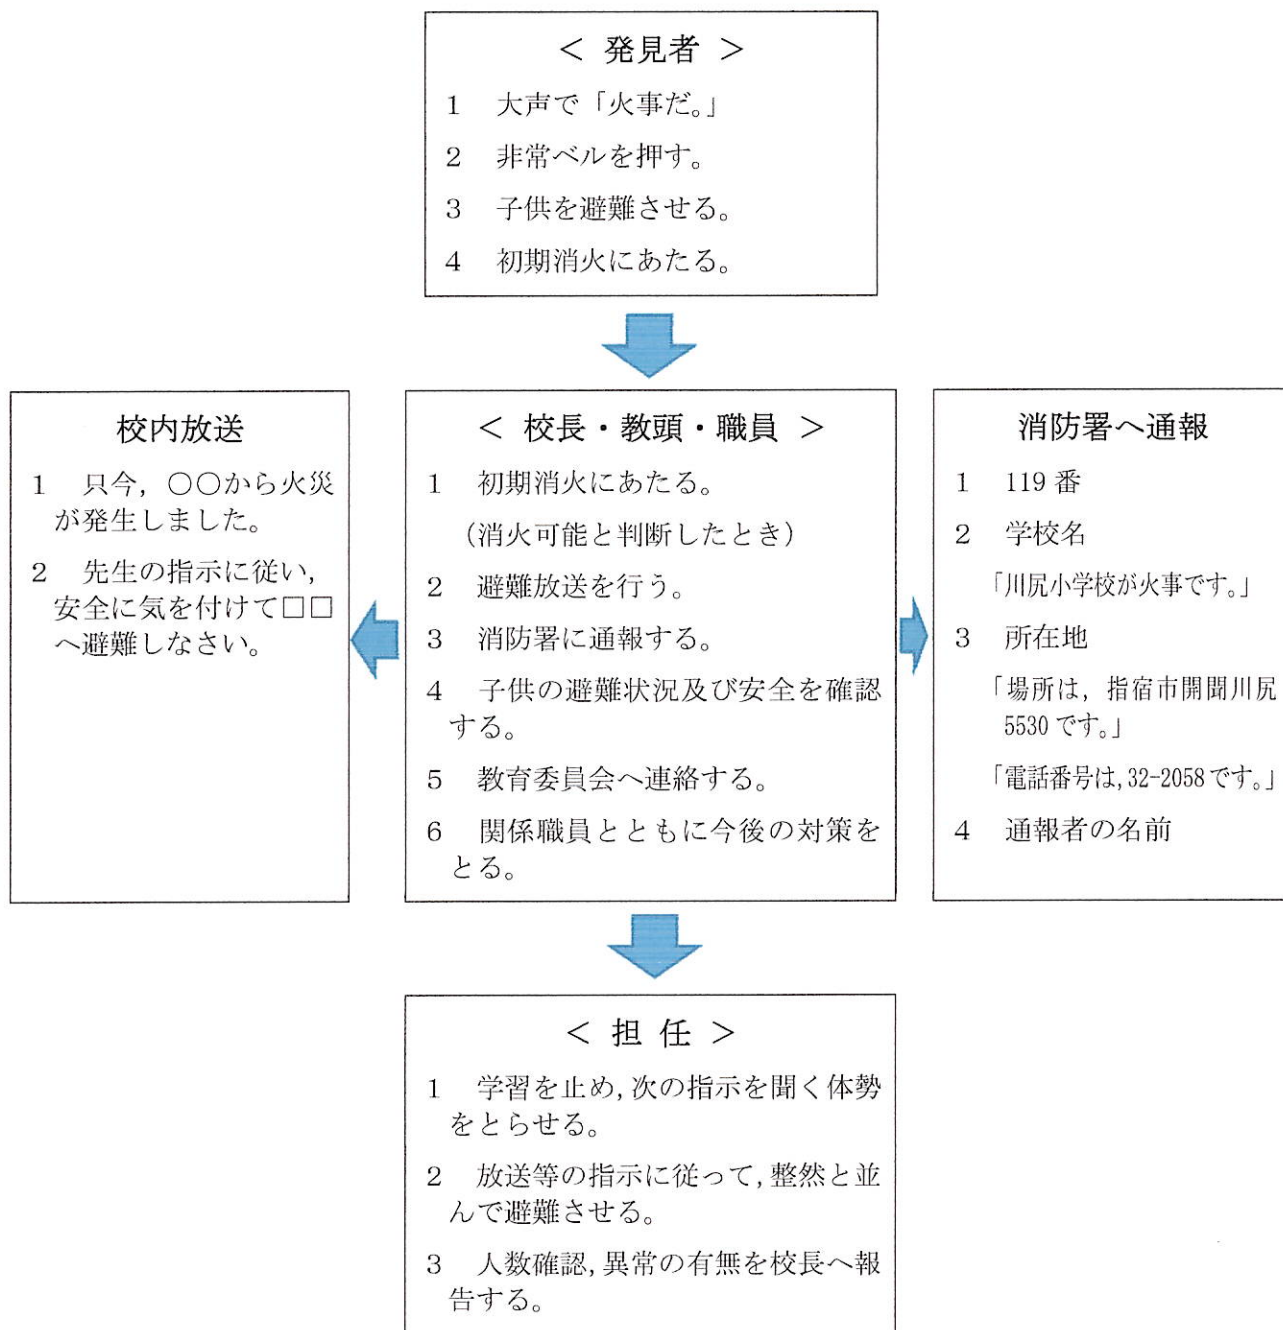 ＜ 発見者 ＞
1 大声で「火事だ。」
2 非常ベルを押す。
3 子供を避難させる。
4 初期消火にあたる。
校内放送
1 只今，○○から火災
が発生しました。
2 先生の指示に従い，
安全に気を付けて□□
へ避難しなさい。
＜ 校長・教頭・職員 ＞
1 初期消火にあたる。
（消火可能と判断したとき）
2 避難放送を行う。
3 消防署に通報する。
4 子供の避難状況及び安全を確認
する。
5 教育委員会へ連絡する。
6 関係職員とともに今後の対策を
とる。
消防署へ通報
1 119 番
2 学校名
「川尻小学校が火事です。」
3 所在地
「場所は，指宿市開聞川尻
5530 です。」
「電話番号は,32-2058 です。」
4 通報者の名前
＜ 担 任 ＞
1 学習を止め,次の指示を聞く体勢
をとらせる。
2 放送等の指示に従って,整然と並
んで避難させる。
3 人数確認,異常の有無を校長へ報
告する。